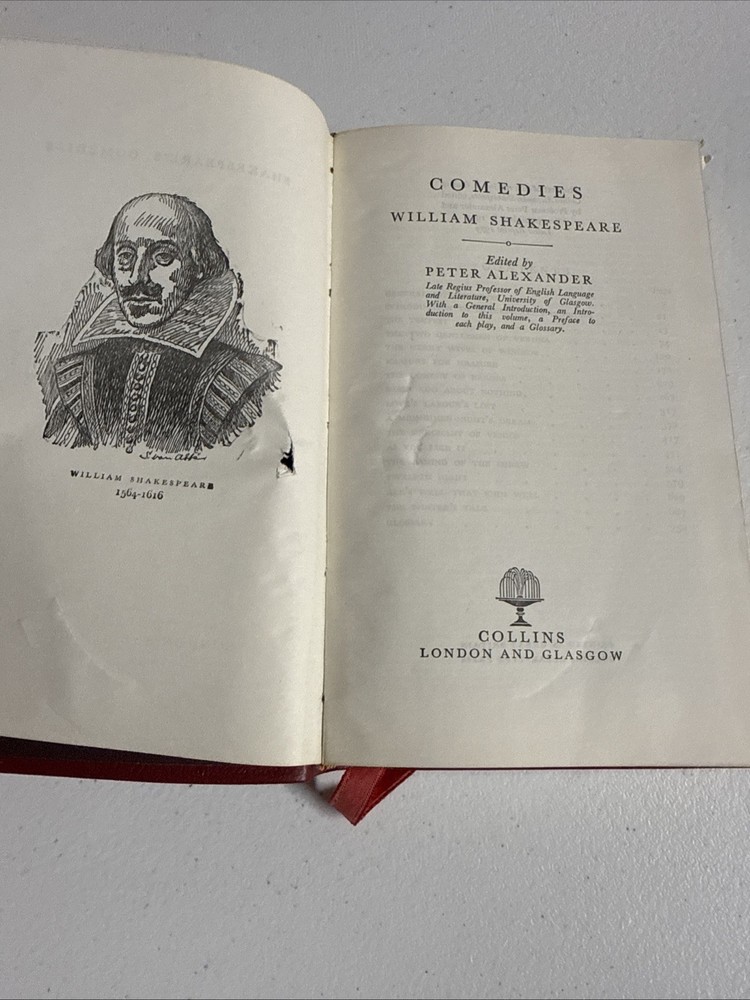 WILLIAM SHAKESPEARE
1564-1616
COMEDIES
WILLIAM SHAKESPEARE
Edited by
PETER ALEXANDER
Late Regius Professor of English Language
and Literature, University of Glasgow.
With a General Introduction, an Intro-
duction to this volume, a Preface to
each play, and a Glossary.
COLLINS
LONDON AND GLASGOW